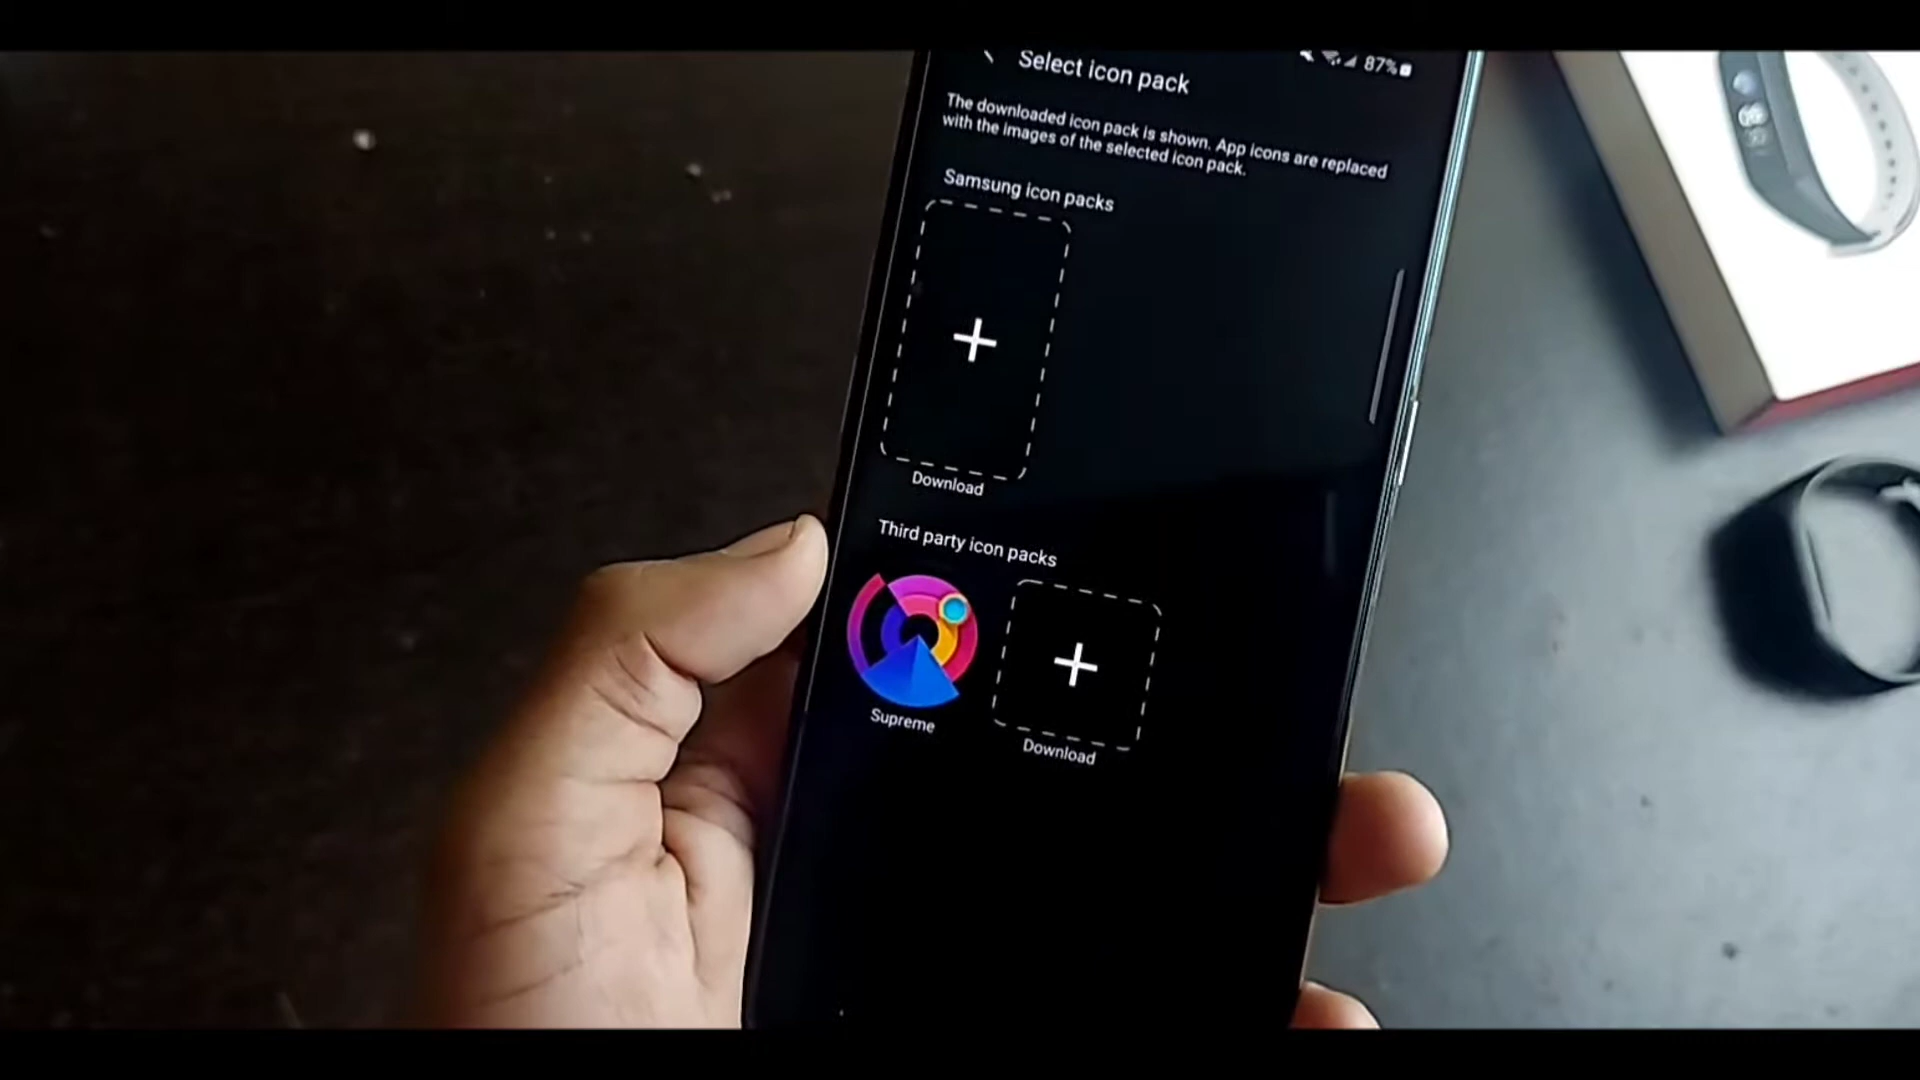 87%
Select icon pack
The downloaded icon pack is shown. App icons are replaced
with the images of the selected icon pack.
Samsung icon packs
Download
Third party icon packs
Supreme
Download